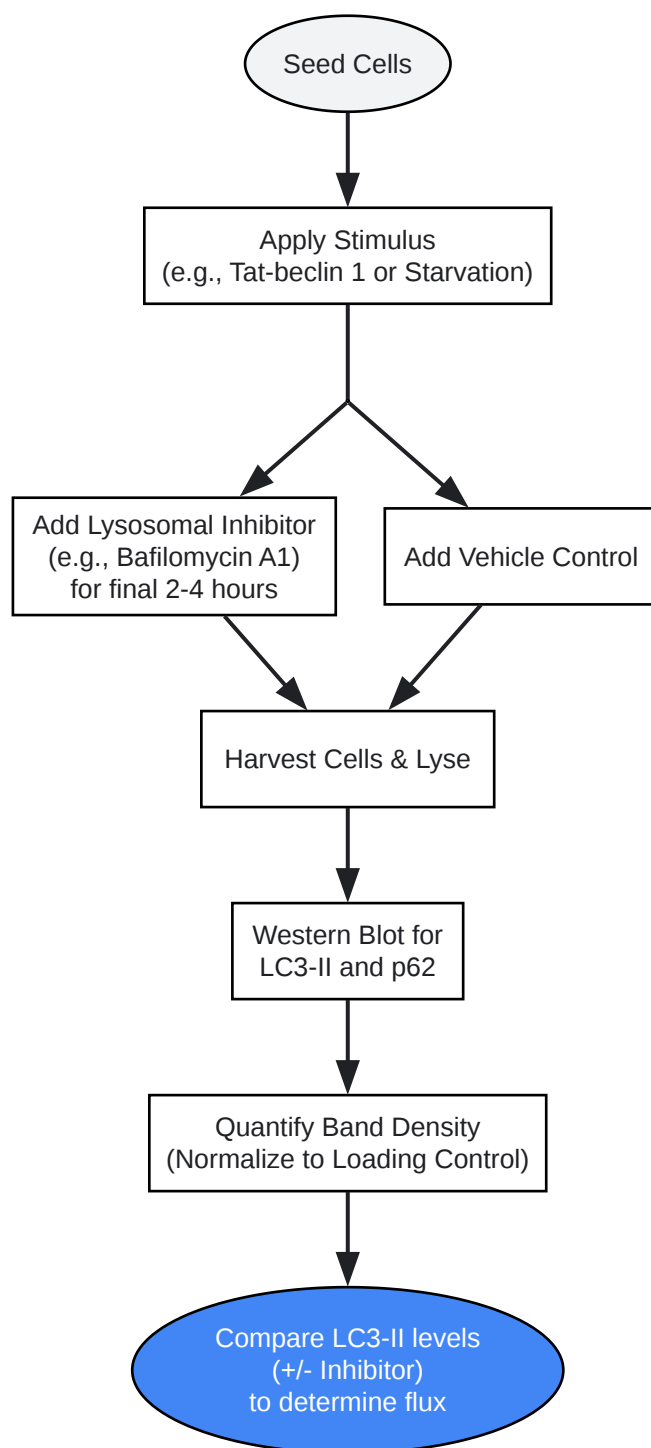 Seed Cells
Apply Stimulus
(e.g., Tat-beclin 1 or Starvation)
Add Lysosomal Inhibitor
(e.g., Bafilomycin A1)
for final 2-4 hours
Add Vehicle Control
Harvest Cells & Lyse
Western Blot for
LC3-II and p62
Quantify Band Density
(Normalize to Loading Control)
Compare LC3-II levels
(+/- Inhibitor)
to determine flux